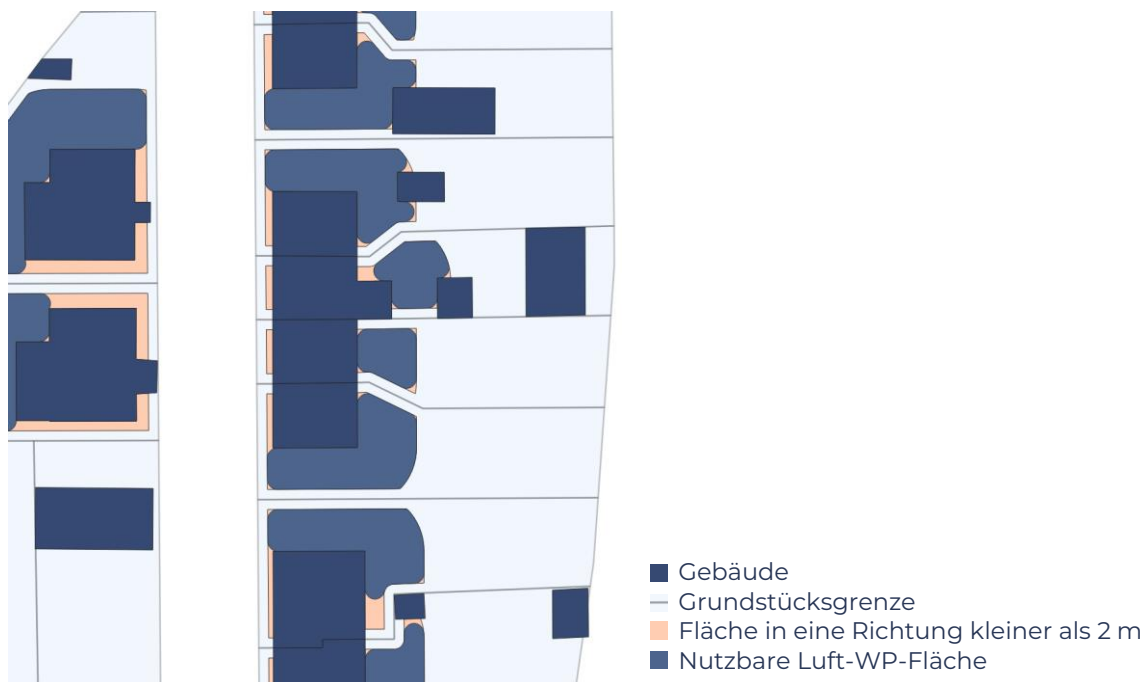 Gebäude
Grundstücksgrenze
Fläche in eine Richtung kleiner als 2 m
Nutzbare Luft-WP-Fläche